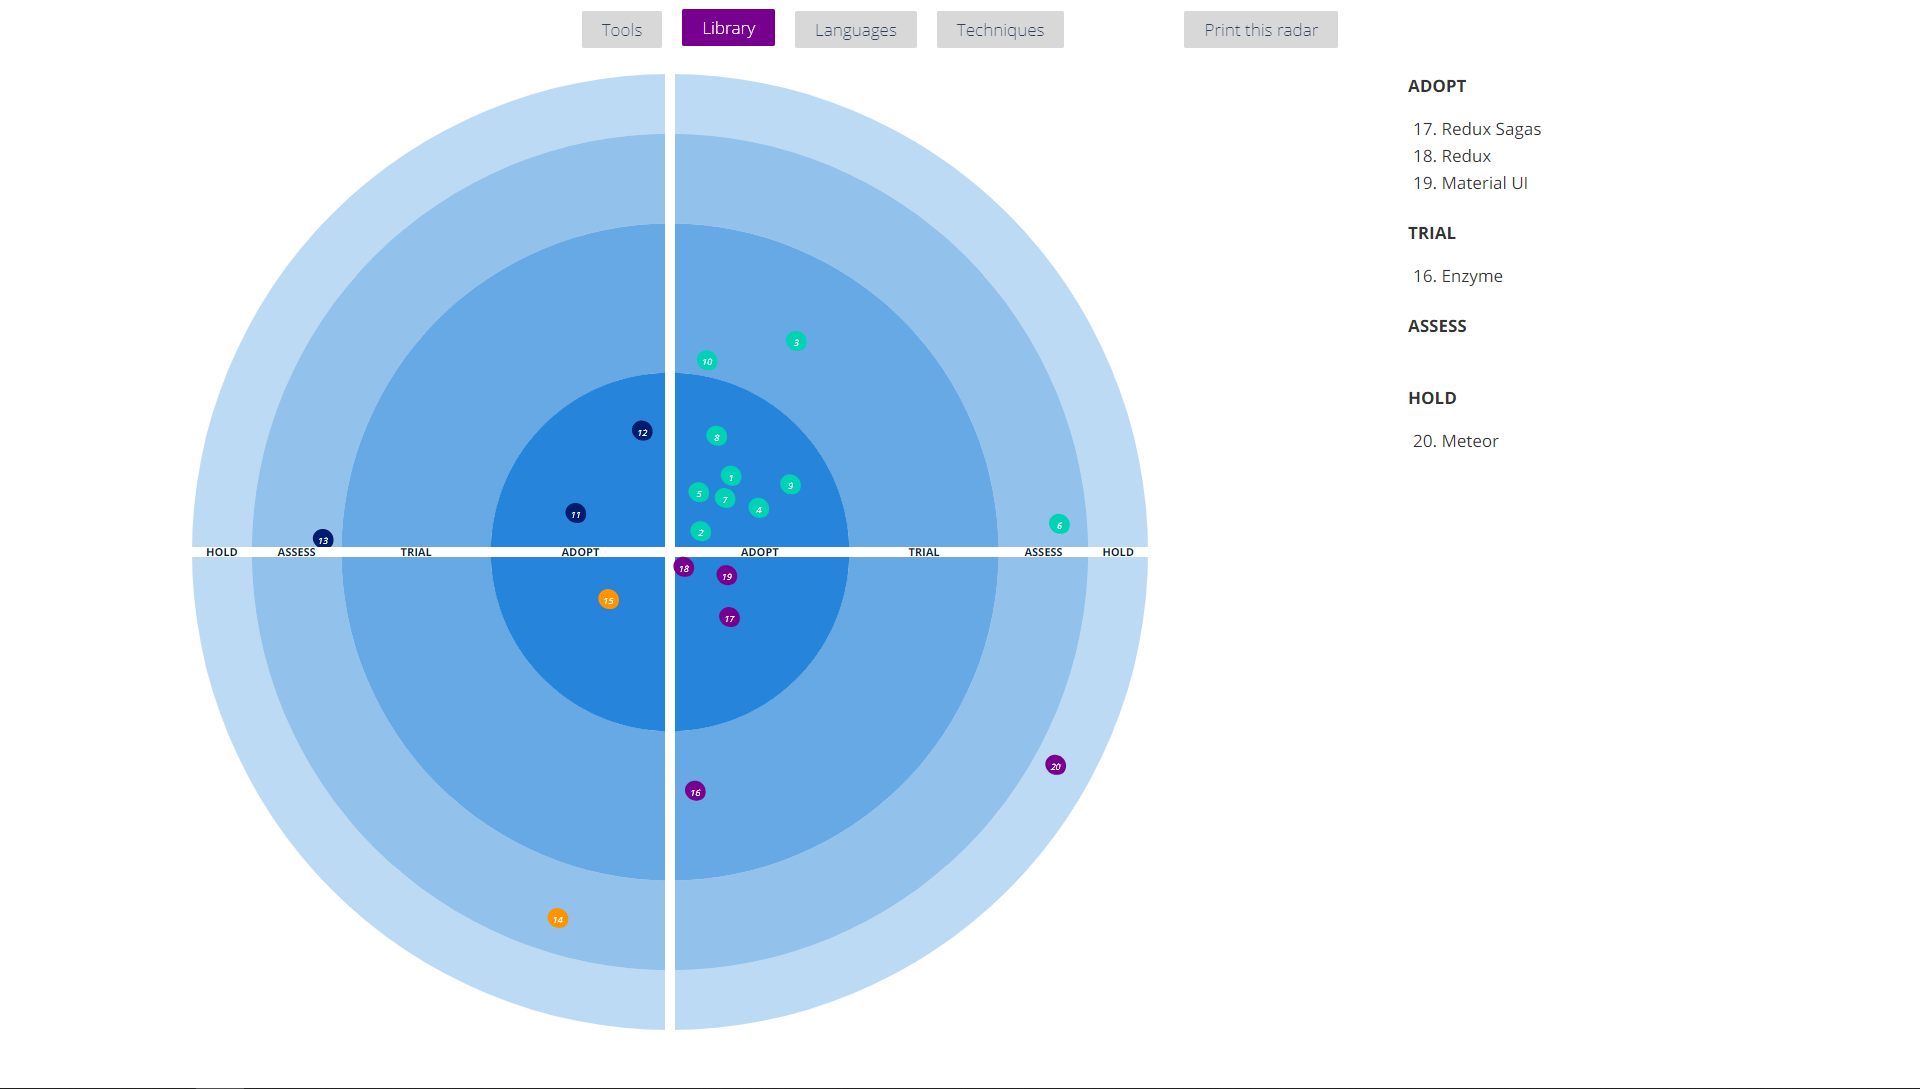 Tools
Library
Languages
Techniques
Print this radar
ADOPT
17. Redux Sagas
18. Redux
19. Material UI
TRIAL
16. Enzyme
ASSESS
HOLD
20. Meteor
3
10
12
8
1
9
5
7
4
11
6
2
13
HOLD ASSESS TRIAL ADOPT ADOPT TRIAL ASSESS HOLD
18
19
15
17
20
16
14